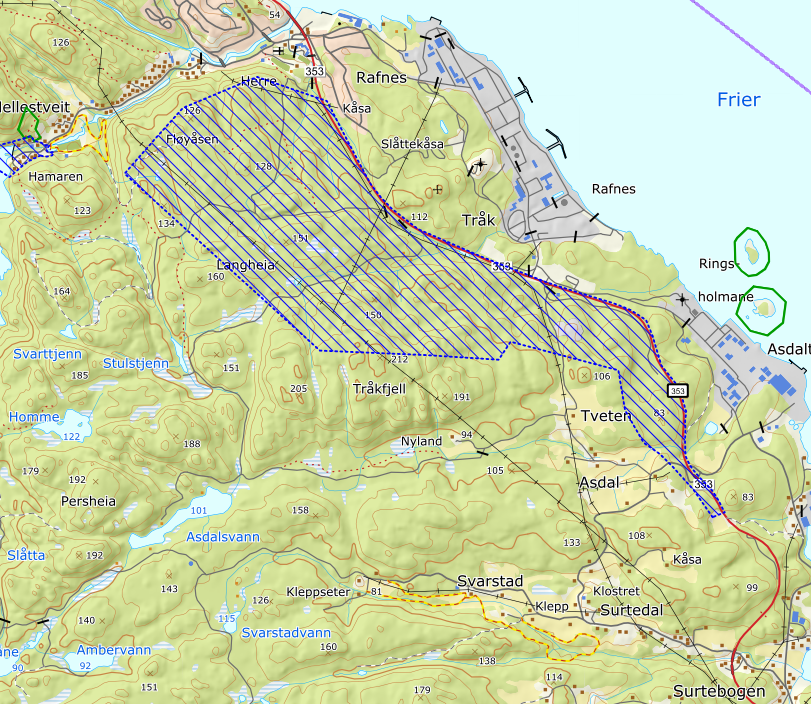 54
126
353
Rafnes
Herre
Frier
ellestveit
126
Kåsa
Fløyåsen
Slåttekåsa
128
Hamaren
Rafnes
123
112
Tråk
134
151
Langheia
353
Rings-
160
164
holmane
150
Svarttjenn
Asdalt
Stulstjenn
212
151
185
106
205
Tråkfjell
353
191
Homme
Tveten
83
122
94
188
Nyland
179
192
105
Asdal
353
83
Persheia
101
158
Asdalsvann
108
133
Slåtta
192
Kåsa
143
Svarstad
99
Kleppseter
81
Klostret
126
Klepp
Surtedal
140
115
Svarstadvann
160
Ambervann
ane
92
90
138
114
151
179
Surtebogen